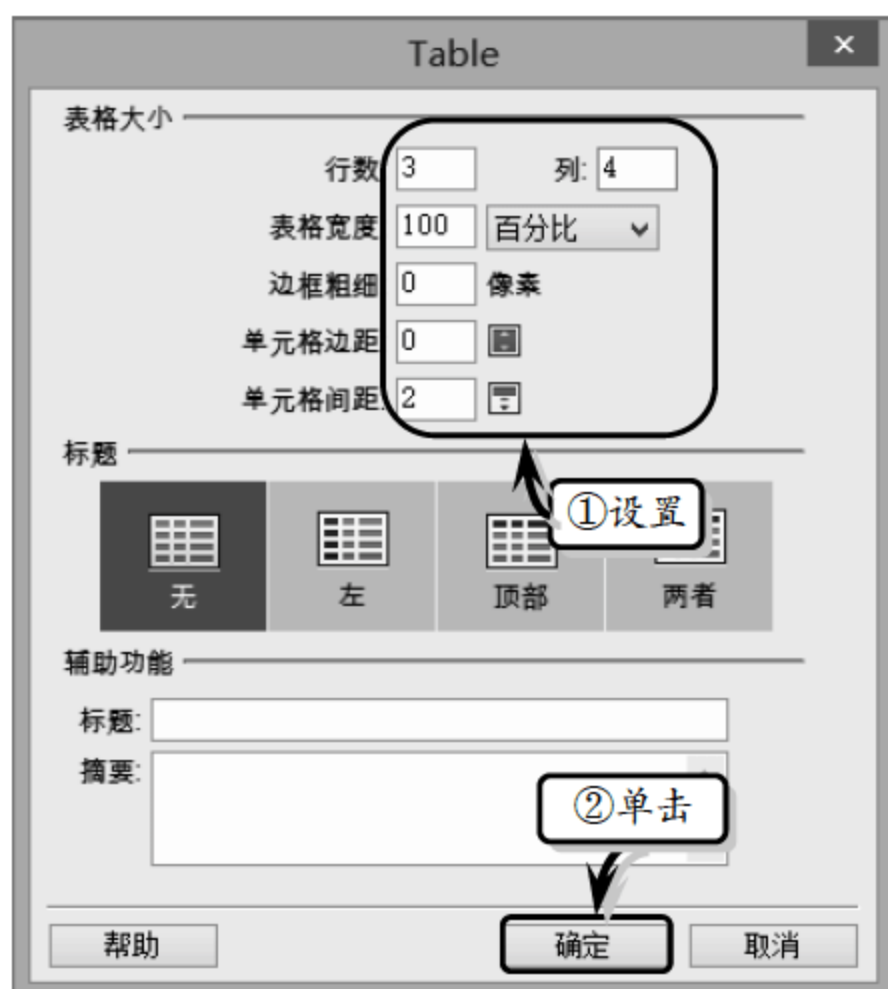 Table
×
表格大小
行数 3 列: 4
表格宽度 100 百分比
边框粗细 0 像素
单元格边距 0
单元格间距: 2
标题
①设置
无 左 顶部 两者
辅助功能
标题:
摘要:
②单击
帮助 确定 取消